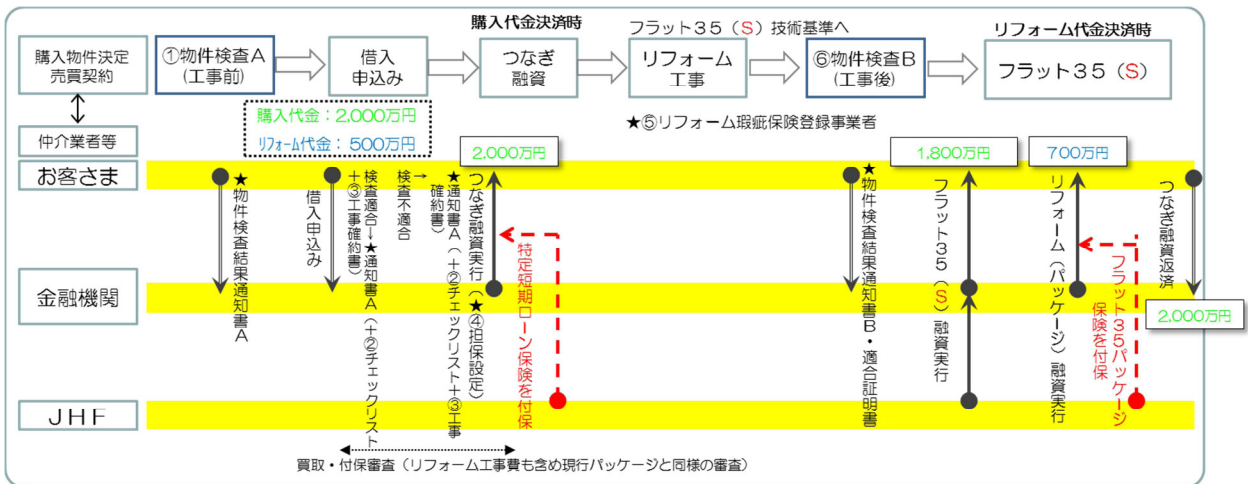 購入代金決済時
フラット35（S）技術基準へ
リフォーム代金決済時
購入物件決定
売買契約
①物件検査A
（工事前）
借入
申込み
つなぎ
融資
リフォーム
工事
⑥物件検査B
（工事後）
フラット35（S）
購入代金：2,000万円
リフォーム代金：500万円
★⑤リフォーム瑕疵保険登録事業者
仲介業者等
2,000万円
1,800万円
700万円
お客さま
★物件検査結果通知書A
借入申込み
検査適合→★通知書A（＋②チェックリスト
＋③工事確約書）
検査不適合
→
★通知書A（＋②チェックリスト＋③工事
確約書）
つなぎ融資実行（★④担保設定）
特定短期ローン保険を付保
★物件検査結果通知書B・適合証明書
フラット35（S）融資実行
リフォーム（パッケージ）融資実行
フラット35パッケージ
保険を付保
つなぎ融資返済
金融機関
2,000万円
JHF
買取・付保審査（リフォーム工事費も含め現行パッケージと同様の審査）